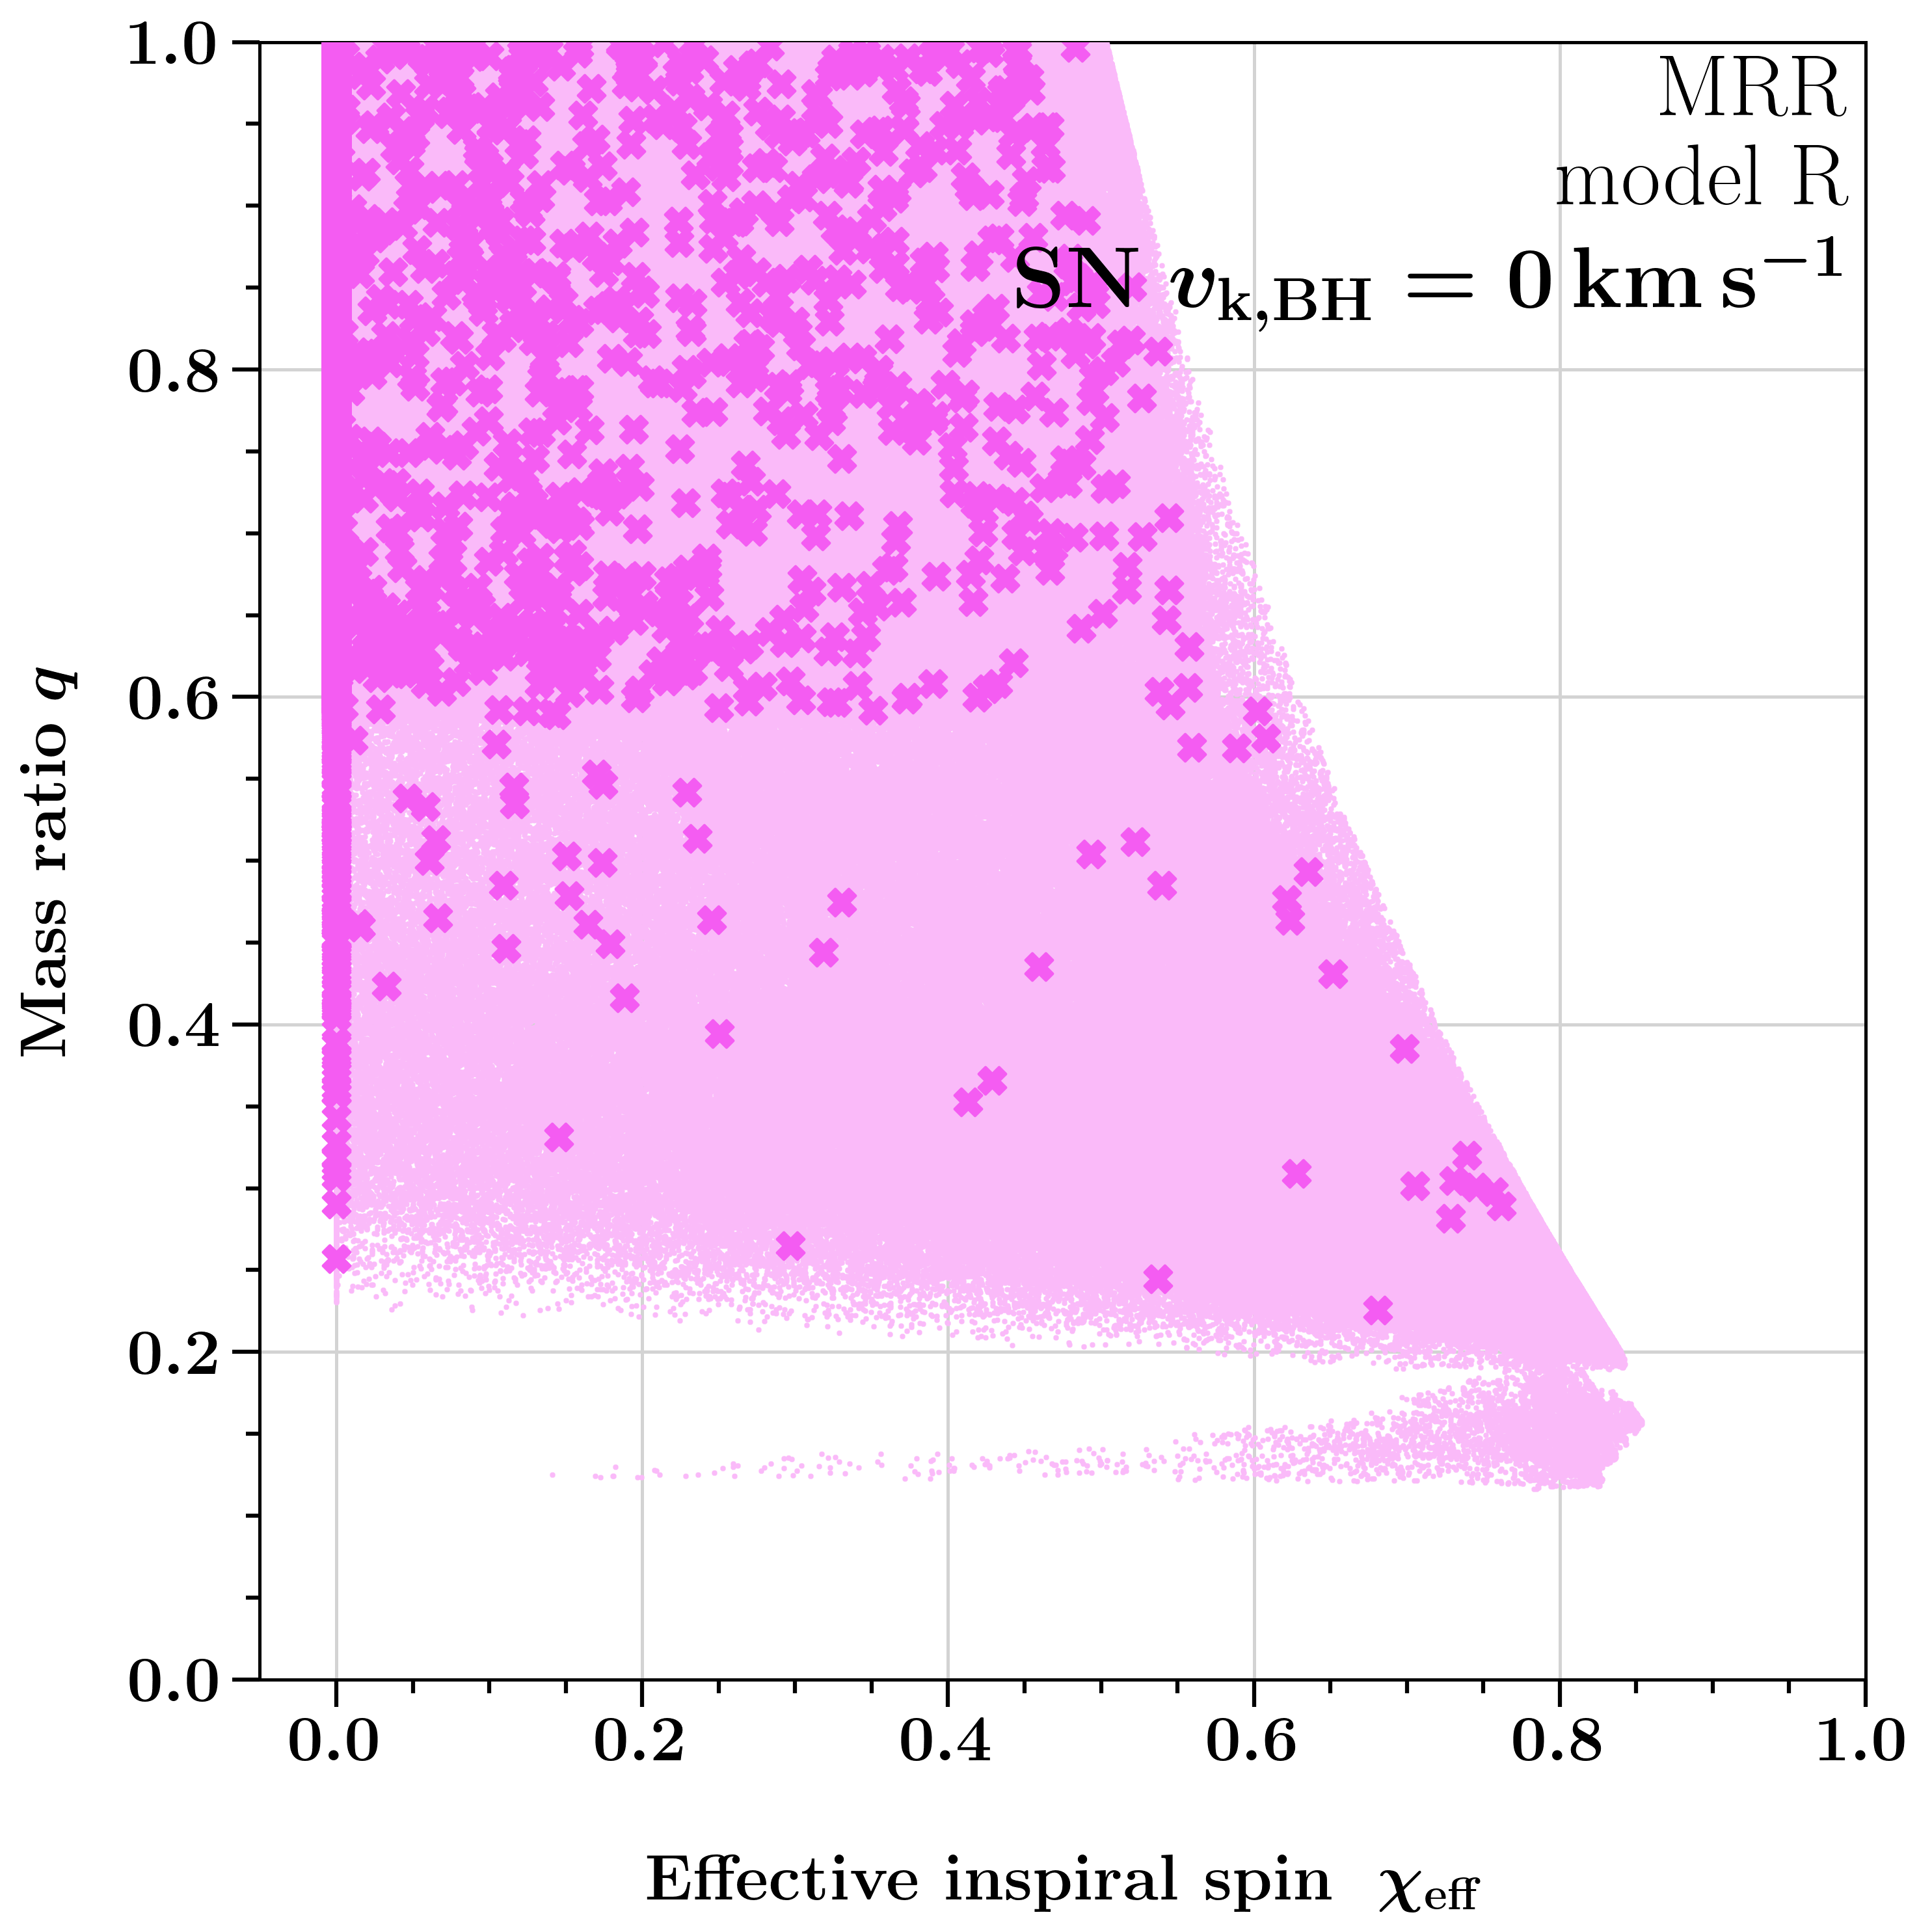 MRR
model R
SN v_k,BH = 0 km s⁻¹
1.0
0.8
0.6
0.4
0.2
0.0
Mass ratio q
0.0 0.2 0.4 0.6 0.8 1.0
Effective inspiral spin χ_eff